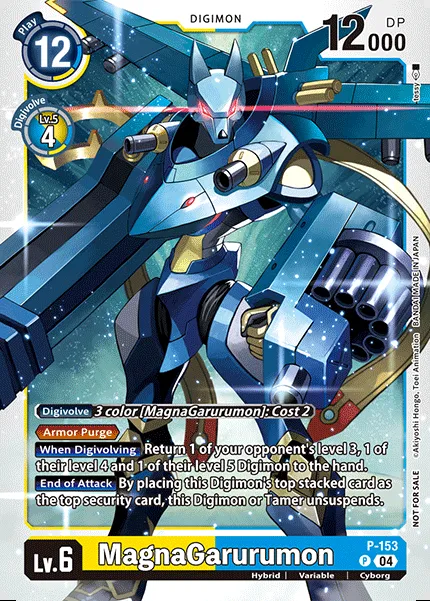 Play
12
DIGIMON
12000
DP
Digivolve
Lv.5
4
tessy
©Akiyoshi Hongo, Toei Animation BANDAI MADE IN JAPAN
NOT FOR SALE
Digivolve 3 color [MagnaGarurumon]: Cost 2
Armor Purge
When Digivolving Return 1 of your opponent's level 3, 1 of
their level 4 and 1 of their level 5 Digimon to the hand.
End of Attack By placing this Digimon's top stacked card as
the top security card, this Digimon or Tamer unsuspends.
P-153
Lv.6
MagnaGarurumon
P 04
Hybrid | Variable | Cyborg